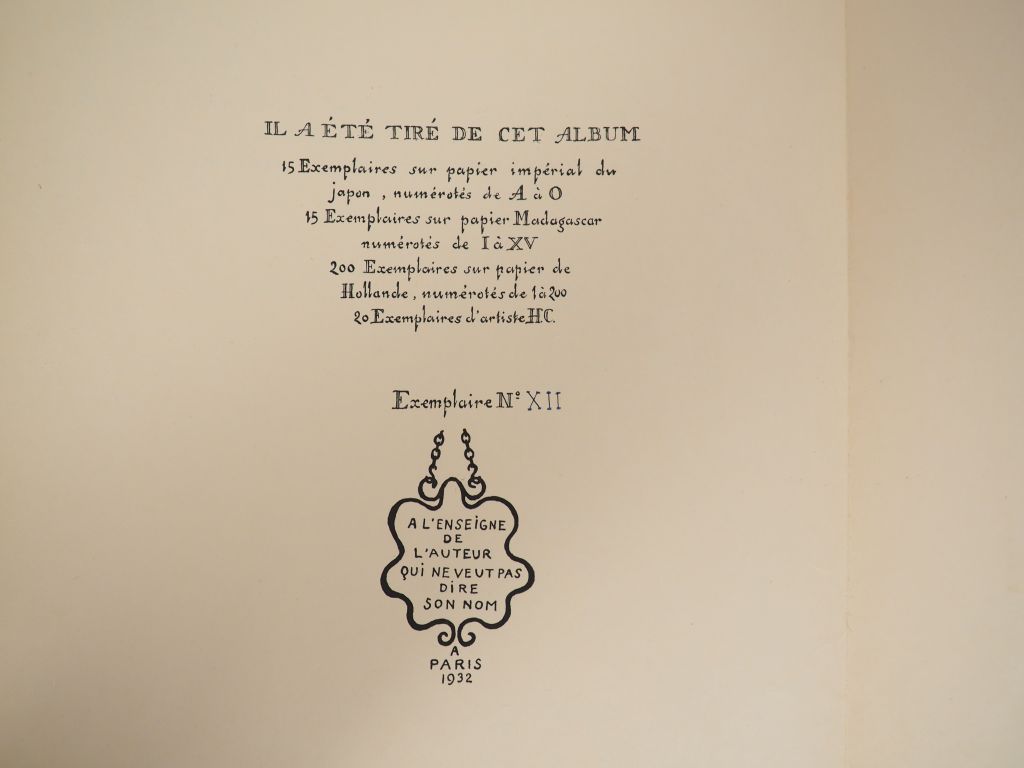 IL A ÉTÉ TIRÉ DE CET ALBUM
15 Exemplaires sur papier impérial du
japon, numérotés de A à O
15 Exemplaires sur papier Madagascar
numérotés de I à XV
200 Exemplaires sur papier de
Hollande, numérotés de 1 à 200
20 Exemplaires d'artiste H.C.
Exemplaire Nº XII
A L'ENSEIGNE
DE
L'AUTEUR
QUI NE VEUT PAS
DIRE
SON NOM
A
PARIS
1932